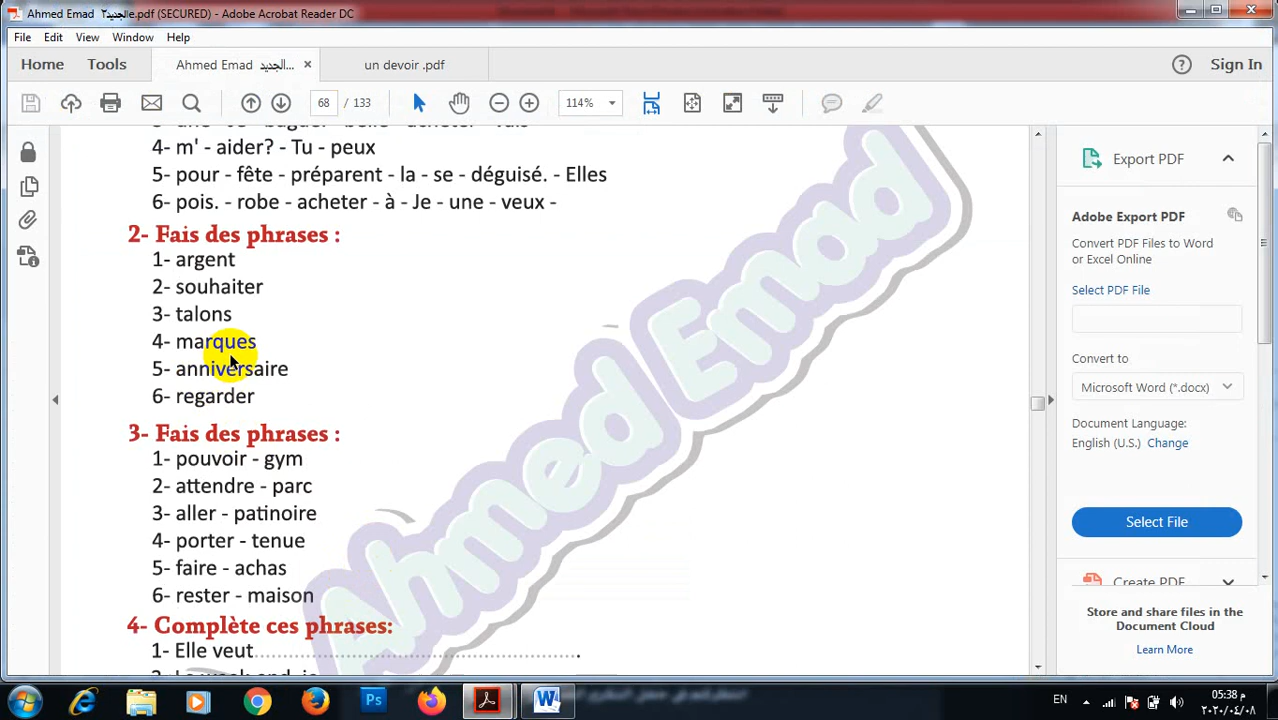 Ahmed Emad الجديد٢e.pdf (SECURED) - Adobe Acrobat Reader DC
File Edit View Window Help
Home Tools Ahmed Emad الجديد... × un devoir .pdf Sign In
68 / 133 114%
4- m' - aider? - Tu - peux
5- pour - fête - préparent - la - se - déguisé. - Elles
6- pois. - robe - acheter - à - Je - une - veux -
2- Fais des phrases :
1- argent
2- souhaiter
3- talons
4- marques
5- anniversaire
6- regarder
3- Fais des phrases :
1- pouvoir - gym
2- attendre - parc
3- aller - patinoire
4- porter - tenue
5- faire - achas
6- rester - maison
4- Complète ces phrases:
1- Elle veut
Ahmed Emad
Export PDF
Adobe Export PDF
Convert PDF Files to Word
or Excel Online
Select PDF File
Convert to
Microsoft Word (*.docx)
Document Language:
English (U.S.) Change
Select File
Create PDF
Store and share files in the
Document Cloud
Learn More
EN
05:38 م
٢٠٢٠/٠٤/٠٨